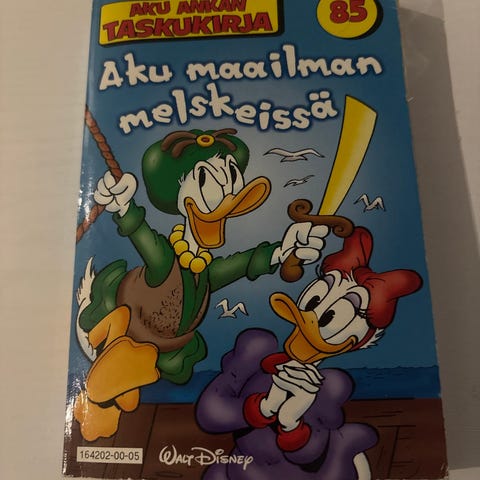 AKU ANKAN
TASKUKIRJA
85
Aku maailman
melskeissä
164202-00-05
WALT DISNEY